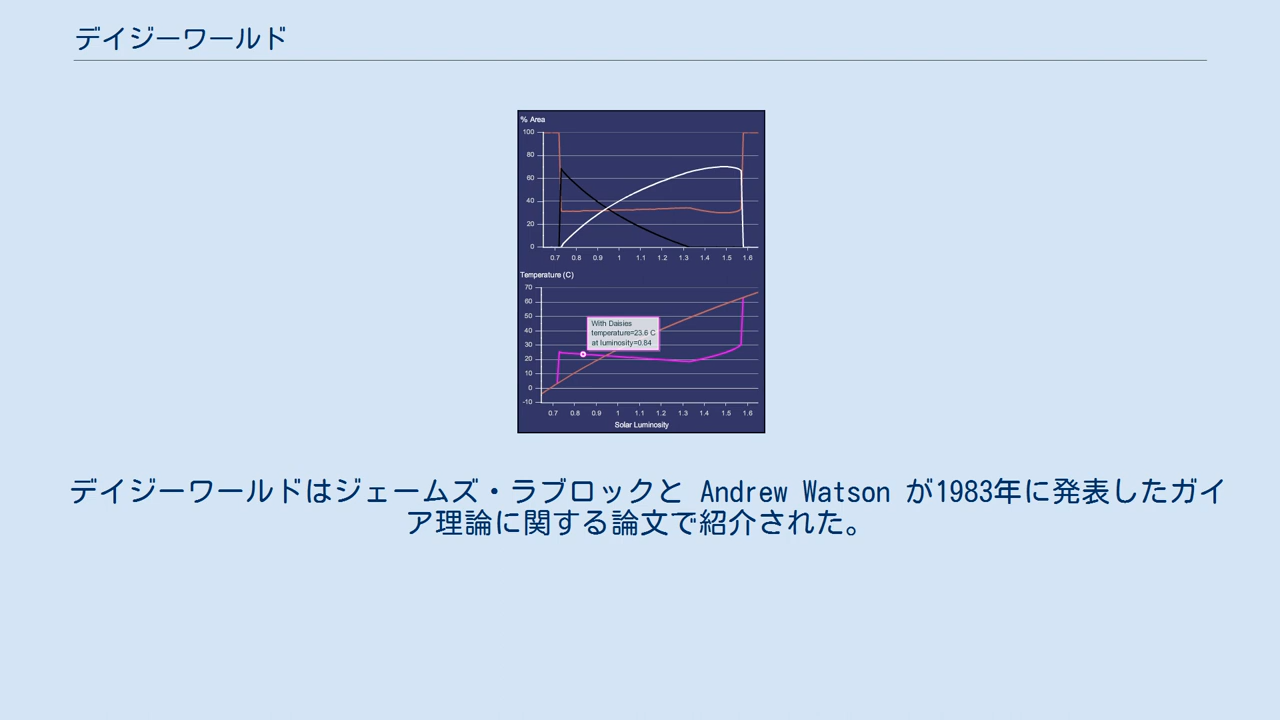 デイジーワールド
% Area
100
80
60
40
20
0
0.7 0.8 0.9 1 1.1 1.2 1.3 1.4 1.5 1.6
Temperature (C)
70
60
50
40
30
20
10
0
-10
With Daisies
temperature=23.6 C
at luminosity=0.84
0.7 0.8 0.9 1 1.1 1.2 1.3 1.4 1.5 1.6
Solar Luminosity
デイジーワールドはジェームズ・ラブロックと Andrew Watson が1983年に発表したガイ
ア理論に関する論文で紹介された。